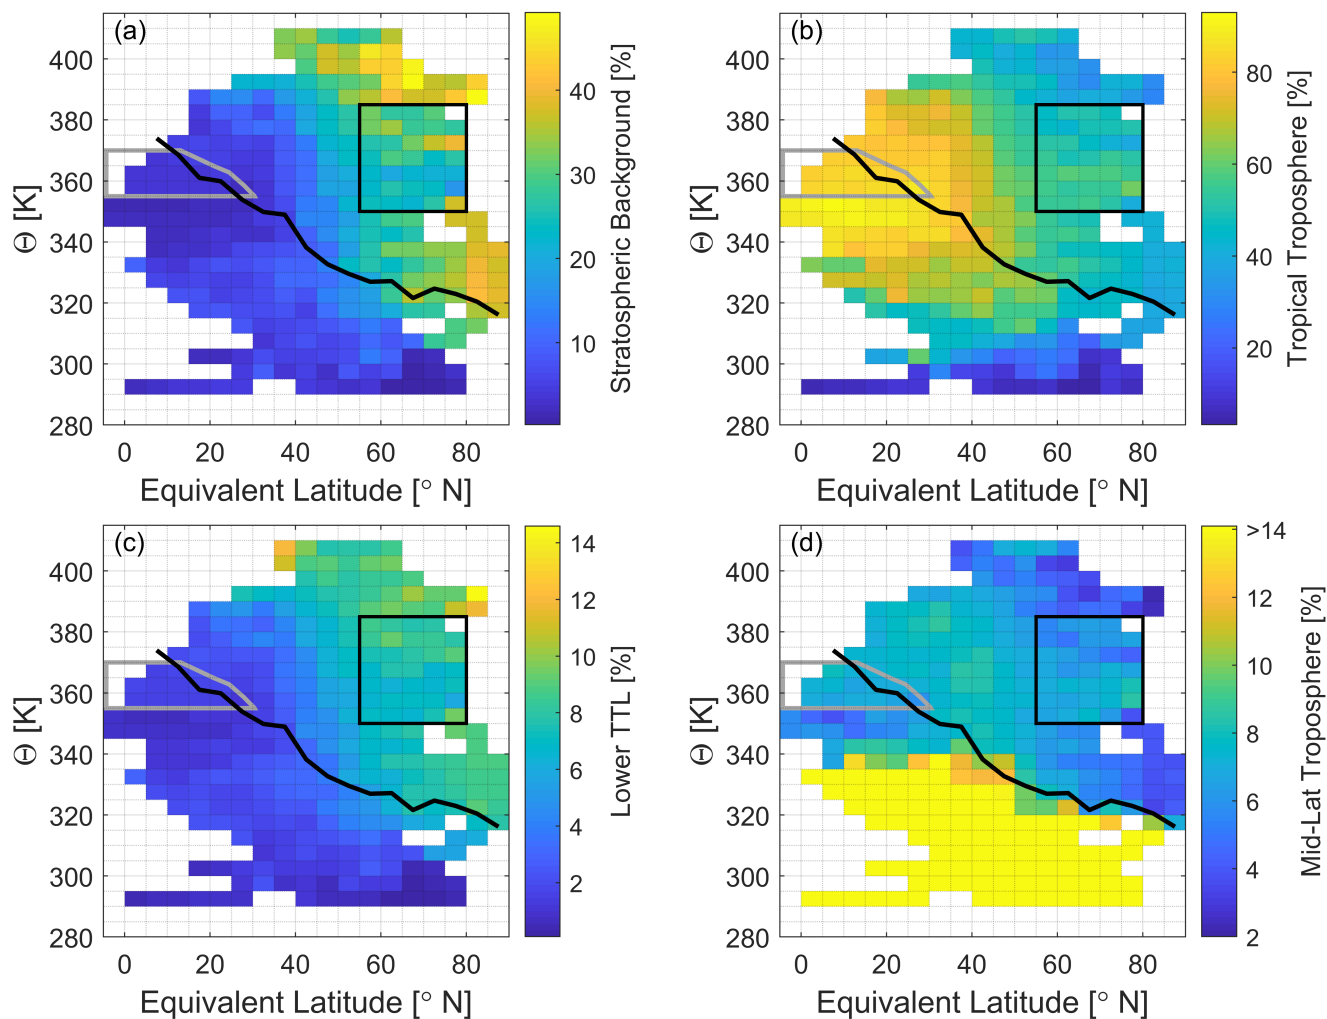 (a)
400
380
360
340
320
300
280
Θ [K]
0 20 40 60 80
Equivalent Latitude [° N]
40
30
20
10
Stratospheric Background [%]
(b)
400
380
360
340
320
300
280
Θ [K]
0 20 40 60 80
Equivalent Latitude [° N]
80
60
40
20
Tropical Troposphere [%]
(c)
400
380
360
340
320
300
280
Θ [K]
0 20 40 60 80
Equivalent Latitude [° N]
14
12
10
8
6
4
2
Lower TTL [%]
(d)
400
380
360
340
320
300
280
Θ [K]
0 20 40 60 80
Equivalent Latitude [° N]
>14
12
10
8
6
4
2
Mid-Lat Troposphere [%]